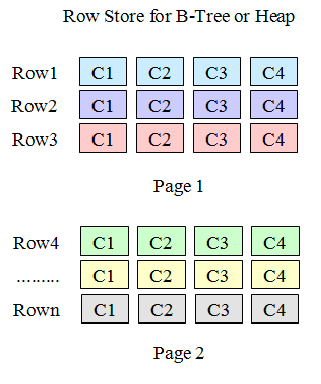 Row Store for B-Tree or Heap
Row1 C1 C2 C3 C4
Row2 C1 C2 C3 C4
Row3 C1 C2 C3 C4
Page 1
Row4 C1 C2 C3 C4
......... C1 C2 C3 C4
Rown C1 C2 C3 C4
Page 2